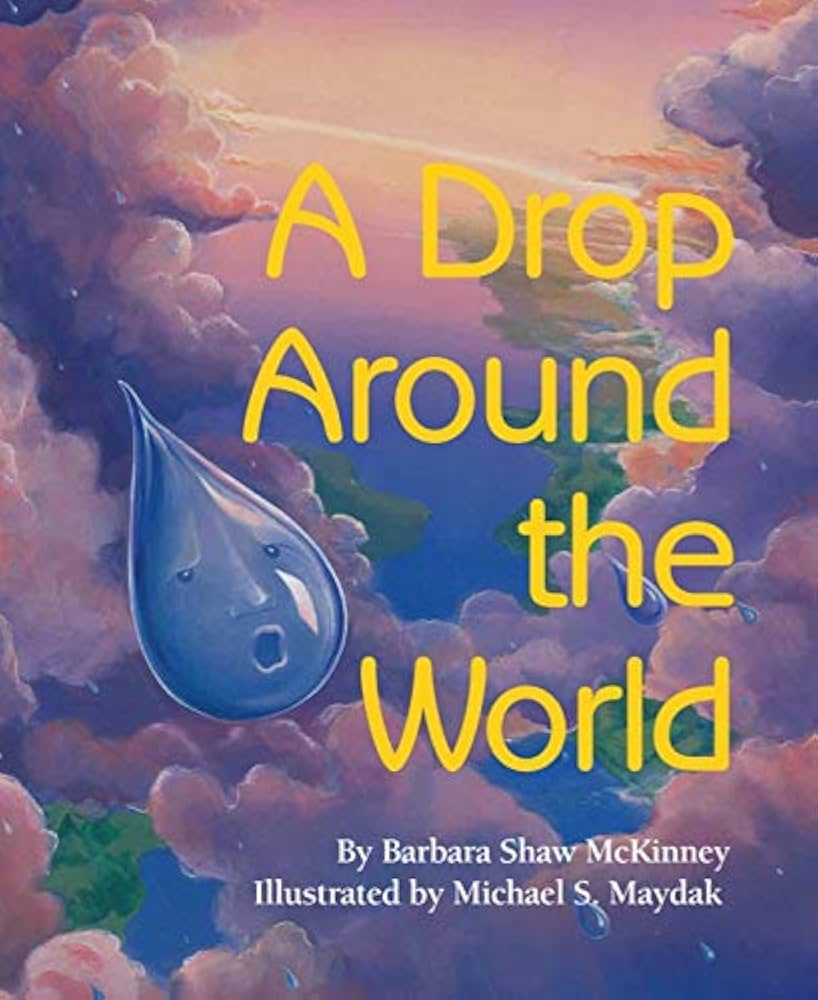 A Drop
Around
the
World
By Barbara Shaw McKinney
Illustrated by Michael S. Maydak